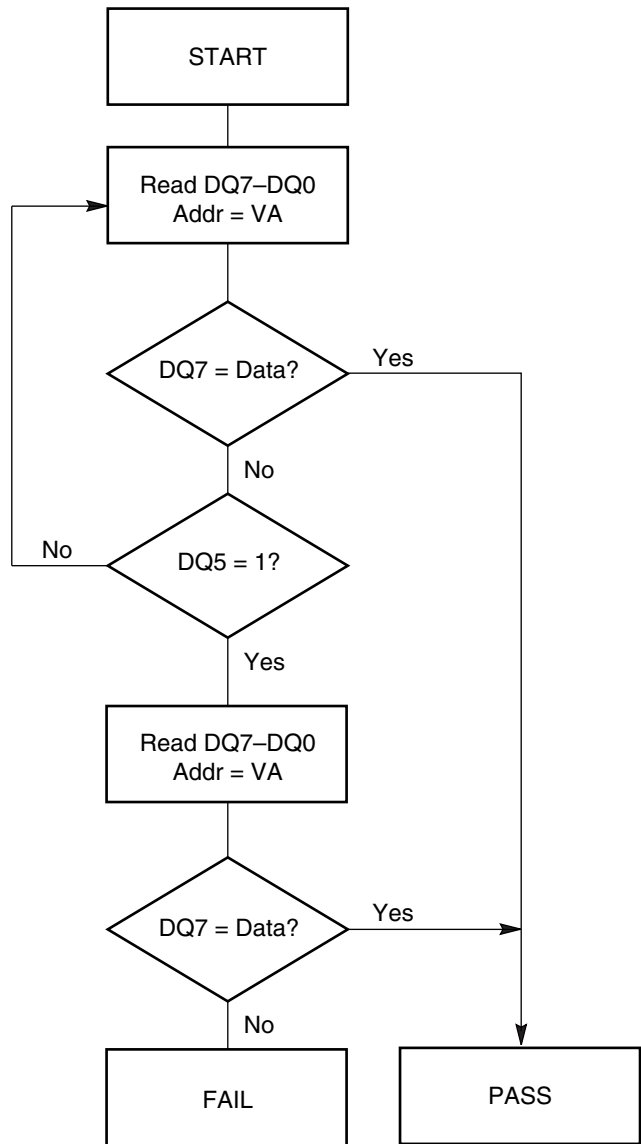 START
Read DQ7–DQ0
Addr = VA
DQ7 = Data?
Yes
No
No
DQ5 = 1?
Yes
Read DQ7–DQ0
Addr = VA
DQ7 = Data?
Yes
No
FAIL
PASS